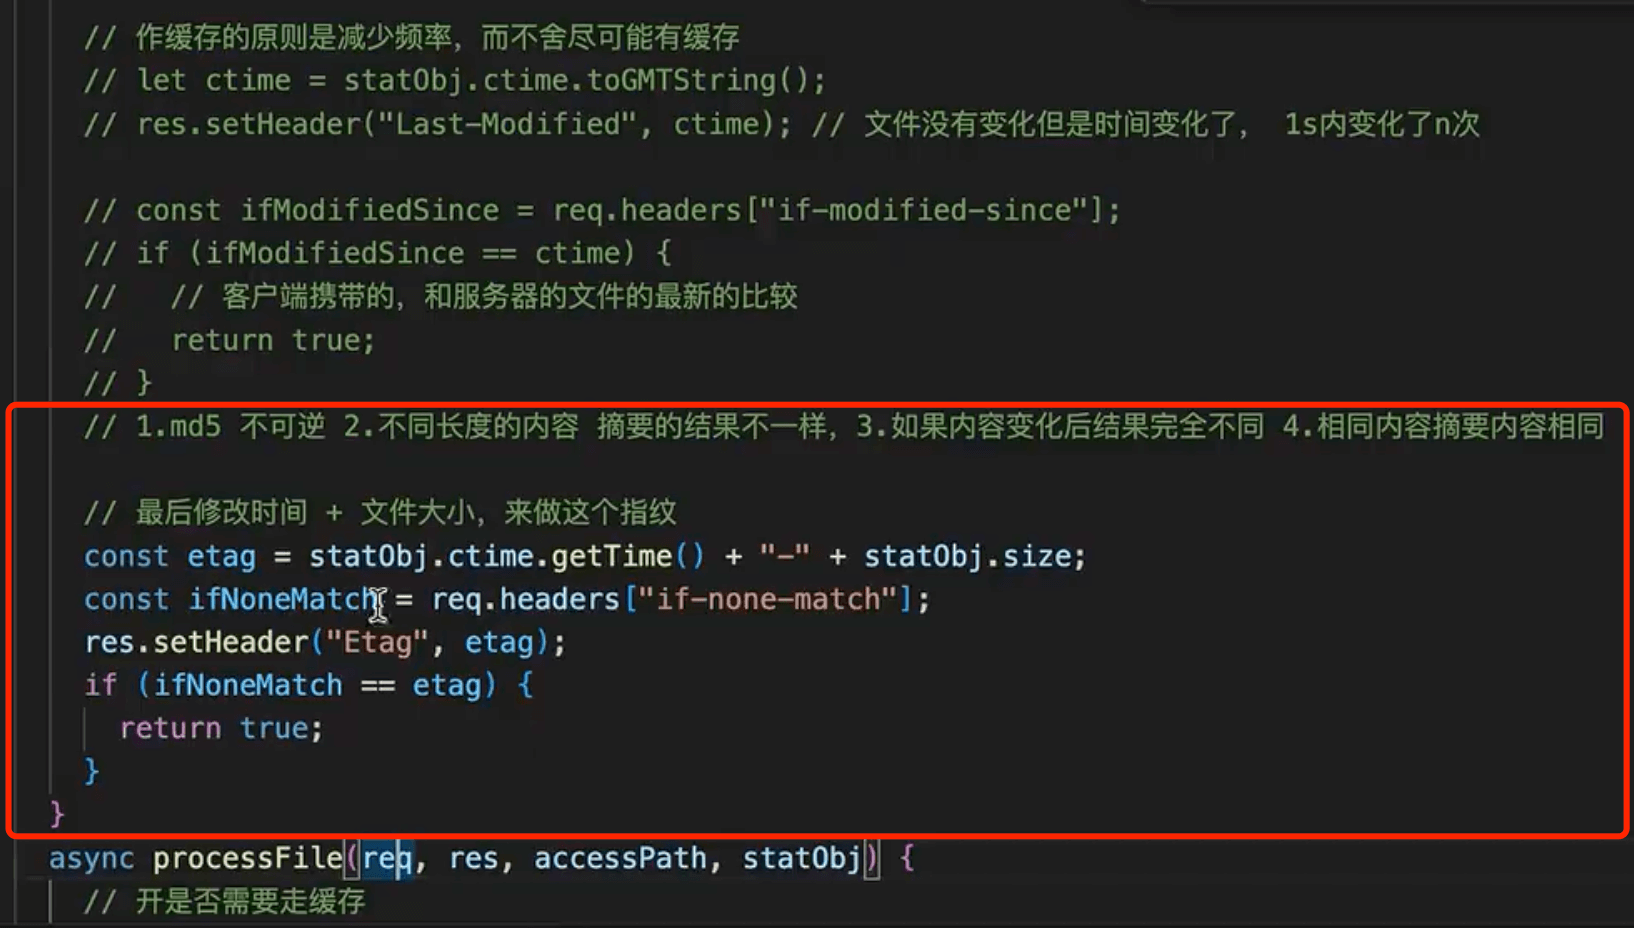 // 作缓存的原则是减少频率，而不舍尽可能有缓存
// let ctime = statObj.ctime.toGMTString();
// res.setHeader("Last-Modified", ctime); // 文件没有变化但是时间变化了， 1s内变化了n次
// const ifModifiedSince = req.headers["if-modified-since"];
// if (ifModifiedSince == ctime) {
//   // 客户端携带的，和服务器的文件的最新的比较
//   return true;
// }
// 1.md5 不可逆 2.不同长度的内容 摘要的结果不一样，3.如果内容变化后结果完全不同 4.相同内容摘要内容相同
// 最后修改时间 + 文件大小，来做这个指纹
const etag = statObj.ctime.getTime() + "-" + statObj.size;
const ifNoneMatch = req.headers["if-none-match"];
res.setHeader("Etag", etag);
if (ifNoneMatch == etag) {
return true;
}
}
async processFile(req, res, accessPath, statObj) {
// 开是否需要走缓存